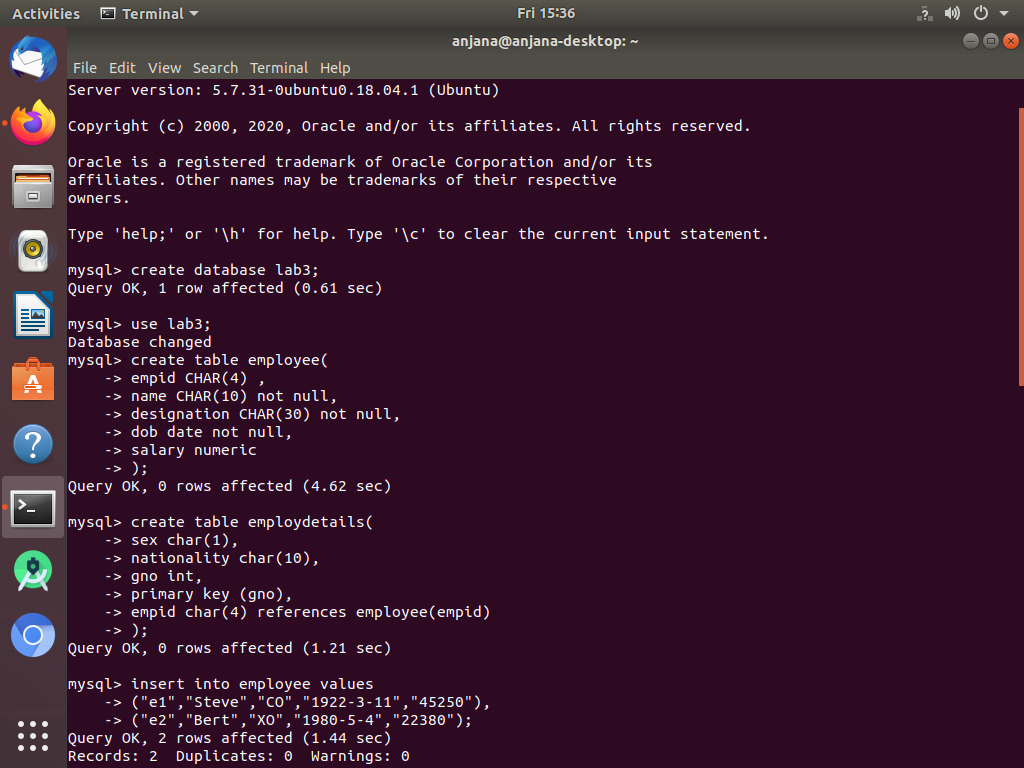 Activities Terminal Fri 15:36
anjana@anjana-desktop: ~
File Edit View Search Terminal Help
Server version: 5.7.31-0ubuntu0.18.04.1 (Ubuntu)
Copyright (c) 2000, 2020, Oracle and/or its affiliates. All rights reserved.
Oracle is a registered trademark of Oracle Corporation and/or its
affiliates. Other names may be trademarks of their respective
owners.
Type 'help;' or '\h' for help. Type '\c' to clear the current input statement.
mysql> create database lab3;
Query OK, 1 row affected (0.61 sec)
mysql> use lab3;
Database changed
mysql> create table employee(
    -> empid CHAR(4) ,
    -> name CHAR(10) not null,
    -> designation CHAR(30) not null,
    -> dob date not null,
    -> salary numeric
    -> );
Query OK, 0 rows affected (4.62 sec)
mysql> create table employdetails(
    -> sex char(1),
    -> nationality char(10),
    -> gno int,
    -> primary key (gno),
    -> empid char(4) references employee(empid)
    -> );
Query OK, 0 rows affected (1.21 sec)
mysql> insert into employee values
    -> ("e1","Steve","CO","1922-3-11","45250"),
    -> ("e2","Bert","XO","1980-5-4","22380");
Query OK, 2 rows affected (1.44 sec)
Records: 2  Duplicates: 0  Warnings: 0